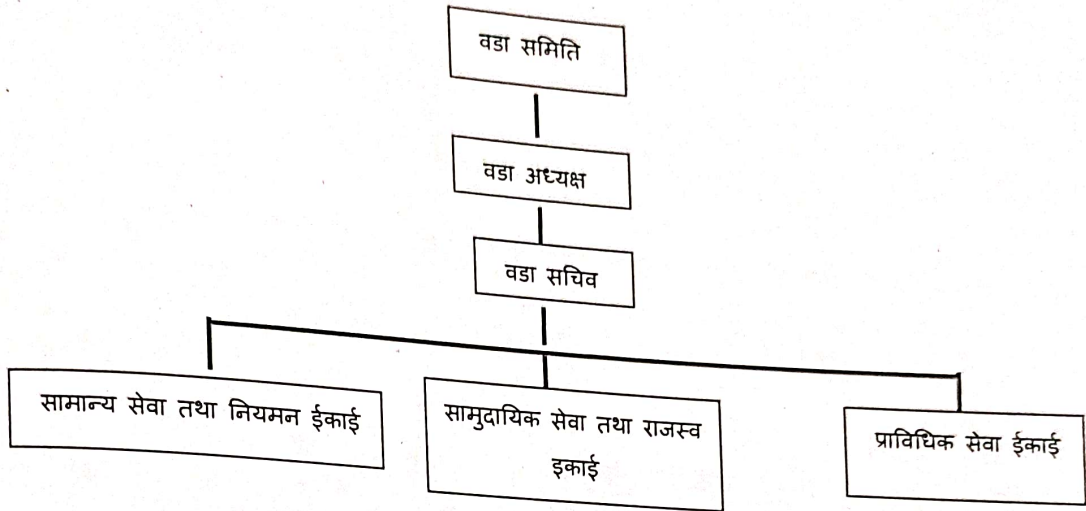 वडा समिति
वडा अध्यक्ष
वडा सचिव
सामान्य सेवा तथा नियमन ईकाई
सामुदायिक सेवा तथा राजस्व
इकाई
प्राविधिक सेवा ईकाई